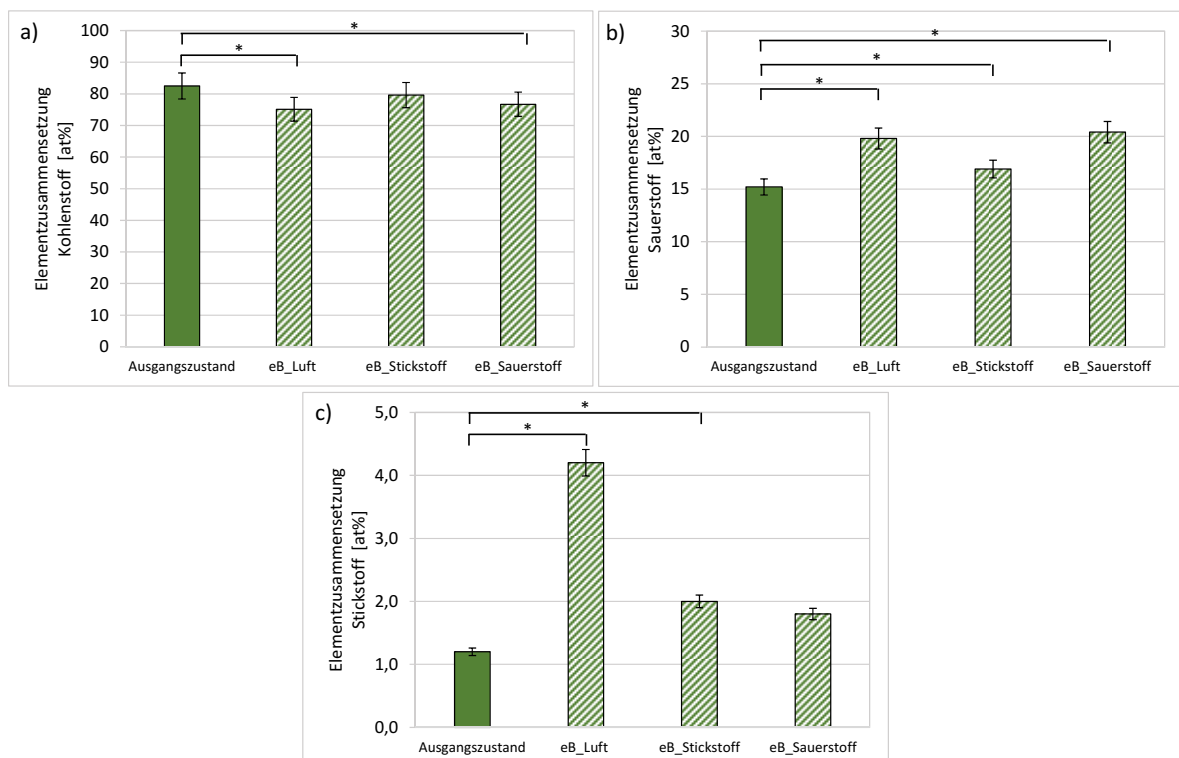 a)
*
*
Elementzusammensetzung
Kohlenstoff [at%]
100
90
80
70
60
50
40
30
20
10
0
Ausgangszustand eB_Luft eB_Stickstoff eB_Sauerstoff
b)
*
*
*
Elementzusammensetzung
Sauerstoff [at%]
30
25
20
15
10
5
0
Ausgangszustand eB_Luft eB_Stickstoff eB_Sauerstoff
c)
*
*
Elementzusammensetzung
Stickstoff [at%]
5,0
4,0
3,0
2,0
1,0
0,0
Ausgangszustand eB_Luft eB_Stickstoff eB_Sauerstoff